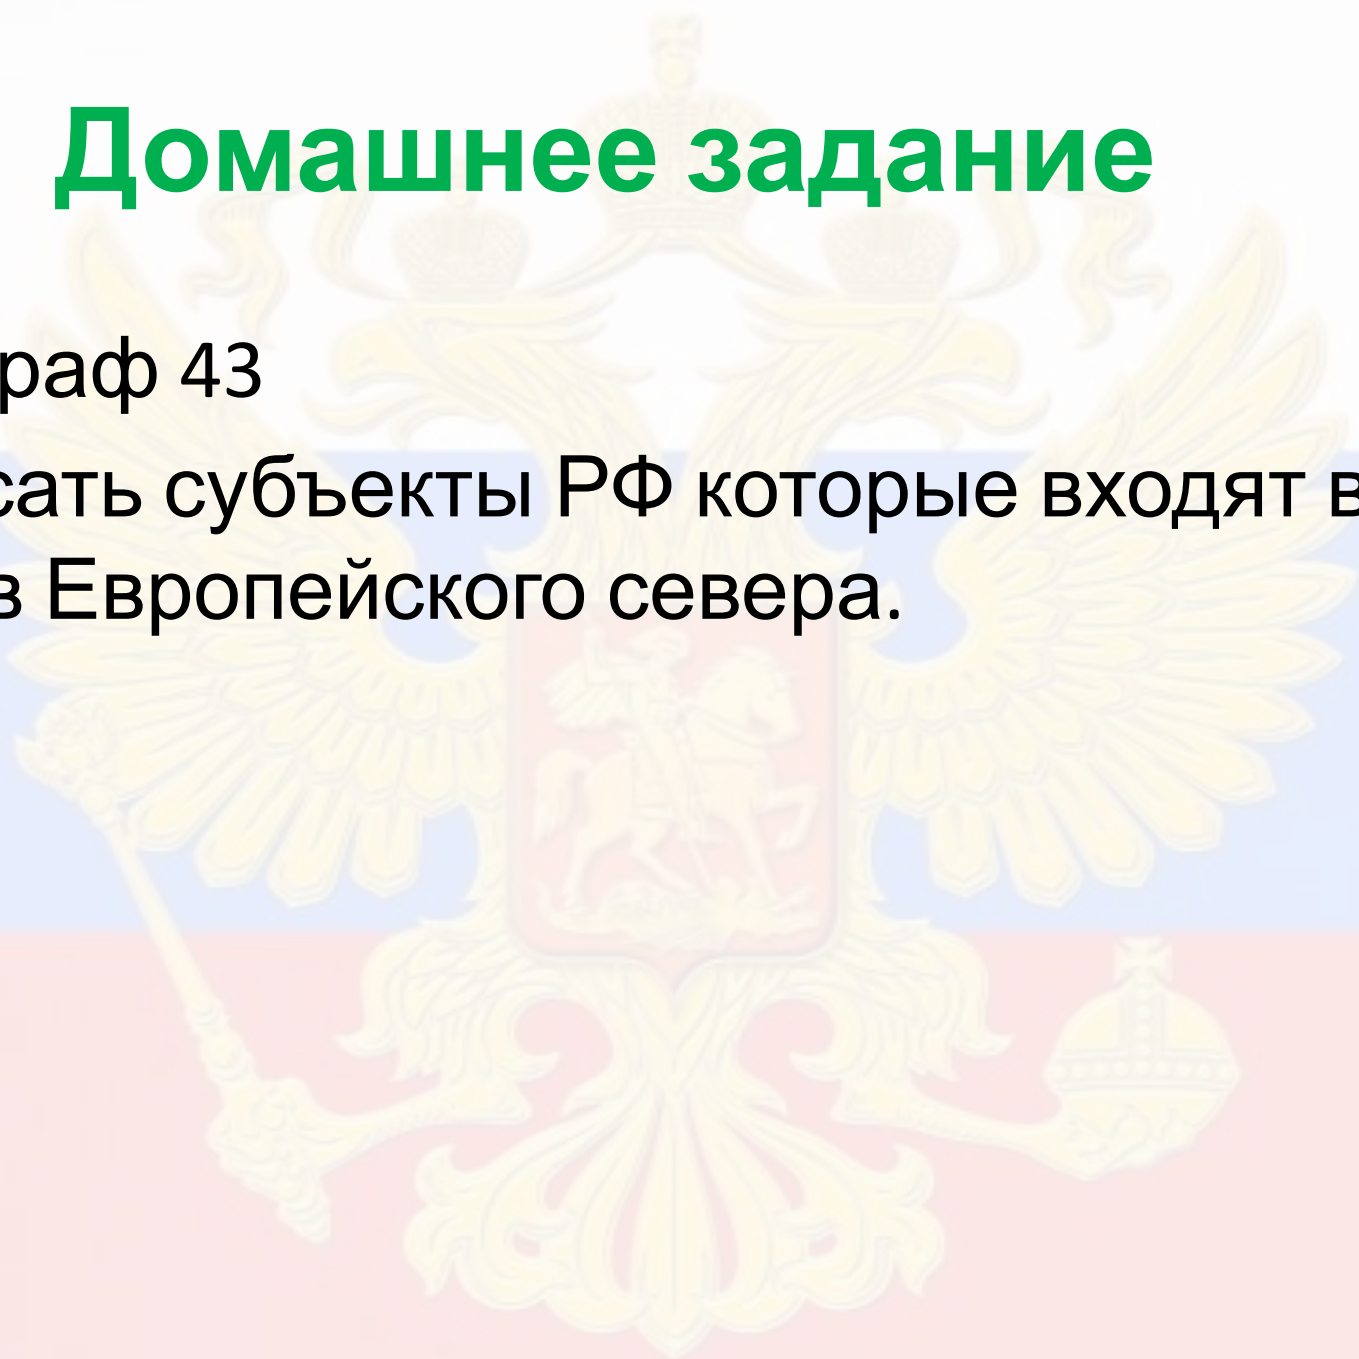 Домашнее задание
раф 43
сать субъекты РФ которые входят в
в Европейского севера.